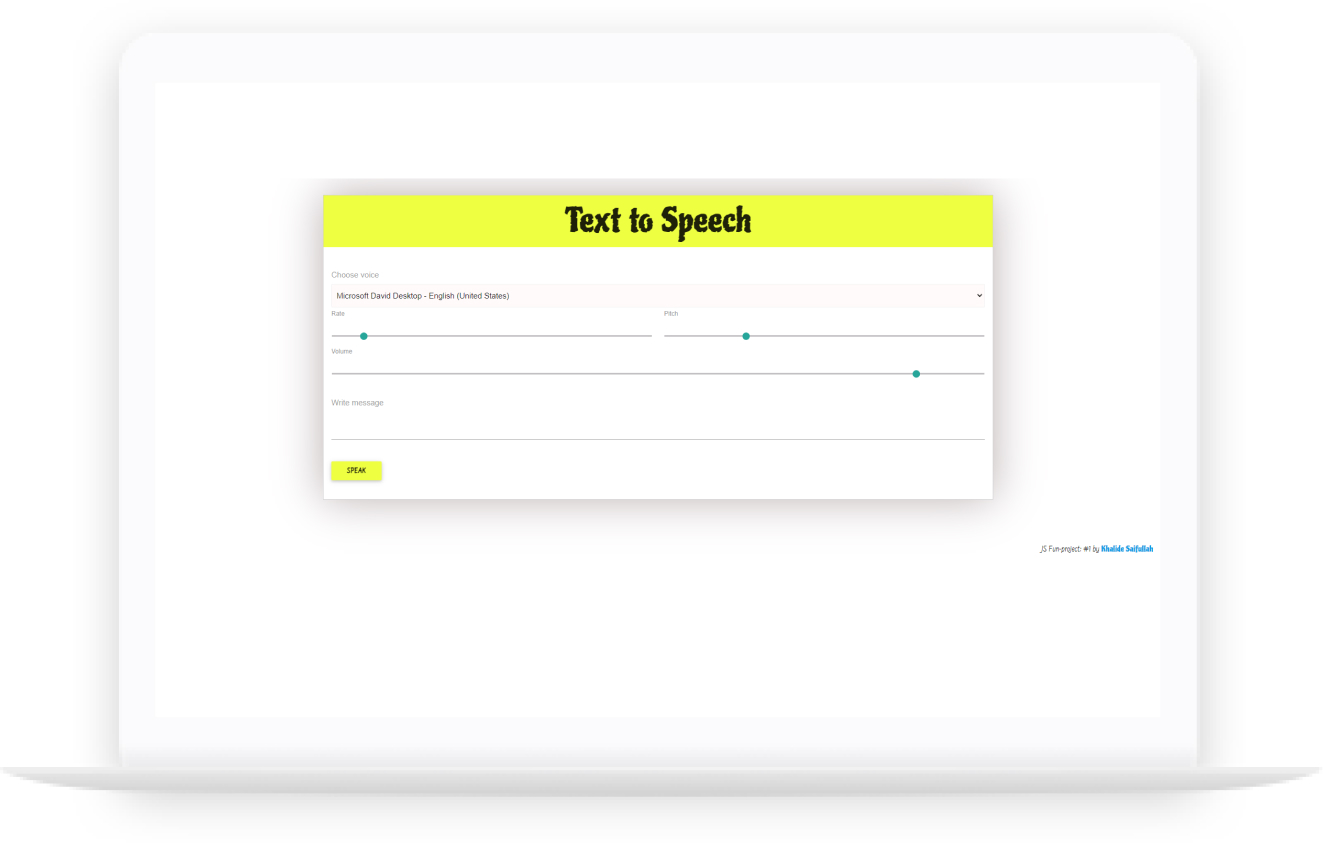 Text to Speech
Choose voice
Microsoft David Desktop - English (United States)
Rate
Pitch
Volume
Write message
SPEAK
JS Fun-project: #1 by Khalide Saifullah